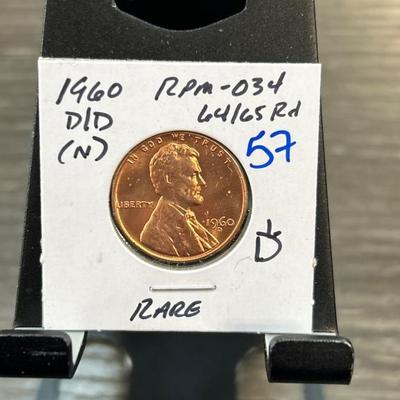 1960 RPM-034
D/D 64/65 Rd
(N) 57
IN GOD WE TRUST
LIBERTY
1960
D
D
RARE